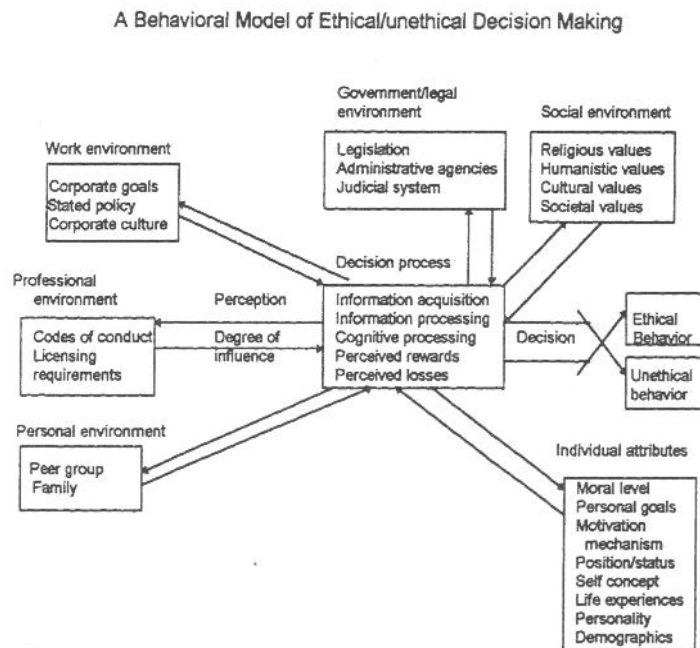 A Behavioral Model of Ethical/unethical Decision Making
Government/legal
environment
Legislation
Administrative agencies
Judicial system
Social environment
Religious values
Humanistic values
Cultural values
Societal values
Work environment
Corporate goals
Stated policy
Corporate culture
Decision process
Information acquisition
Information processing
Cognitive processing
Perceived rewards
Perceived losses
Professional
environment
Codes of conduct
Licensing
requirements
Perception
Degree of
influence
Decision
Ethical
Behavior
Unethical
behavior
Personal environment
Peer group
Family
Individual attributes
Moral level
Personal goals
Motivation
mechanism
Position/status
Self concept
Life experiences
Personality
Demographics